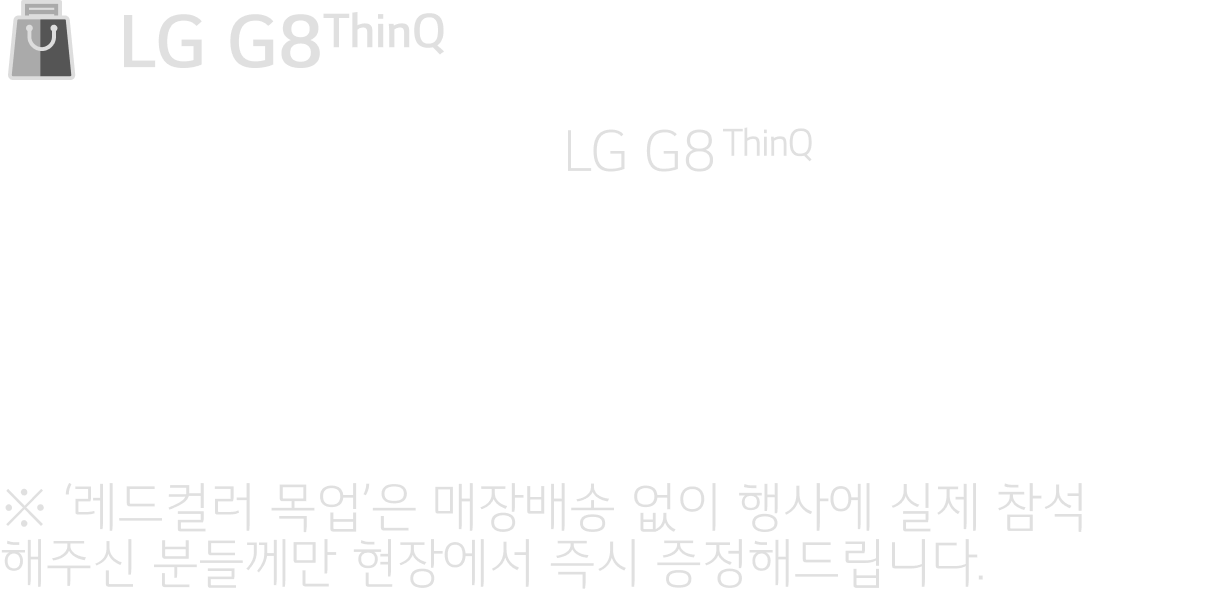 LG G8 ThinQ
LG G8 ThinQ
※ ‘레드컬러 목업’은 매장배송 없이 행사에 실제 참석
해주신 분들께만 현장에서 즉시 증정해드립니다.